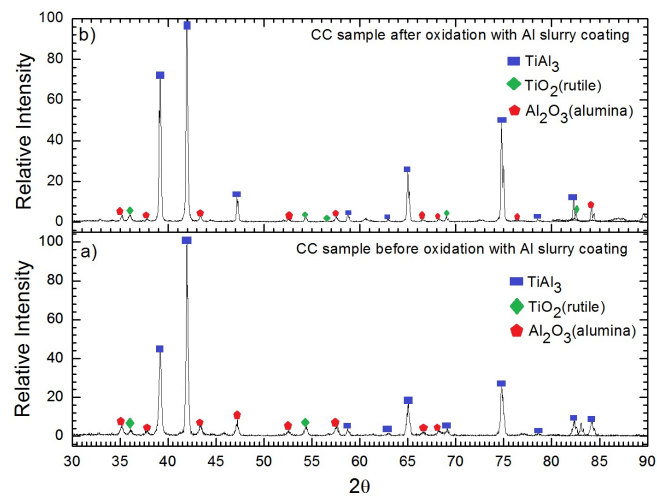 b)
CC sample after oxidation with Al slurry coating
TiAl₃
TiO₂(rutile)
Al₂O₃(alumina)
Relative Intensity
100
80
60
40
20
0
a)
CC sample before oxidation with Al slurry coating
TiAl₃
TiO₂(rutile)
Al₂O₃(alumina)
Relative Intensity
100
80
60
40
20
0
30 35 40 45 50 55 60 65 70 75 80 85 90
2θ